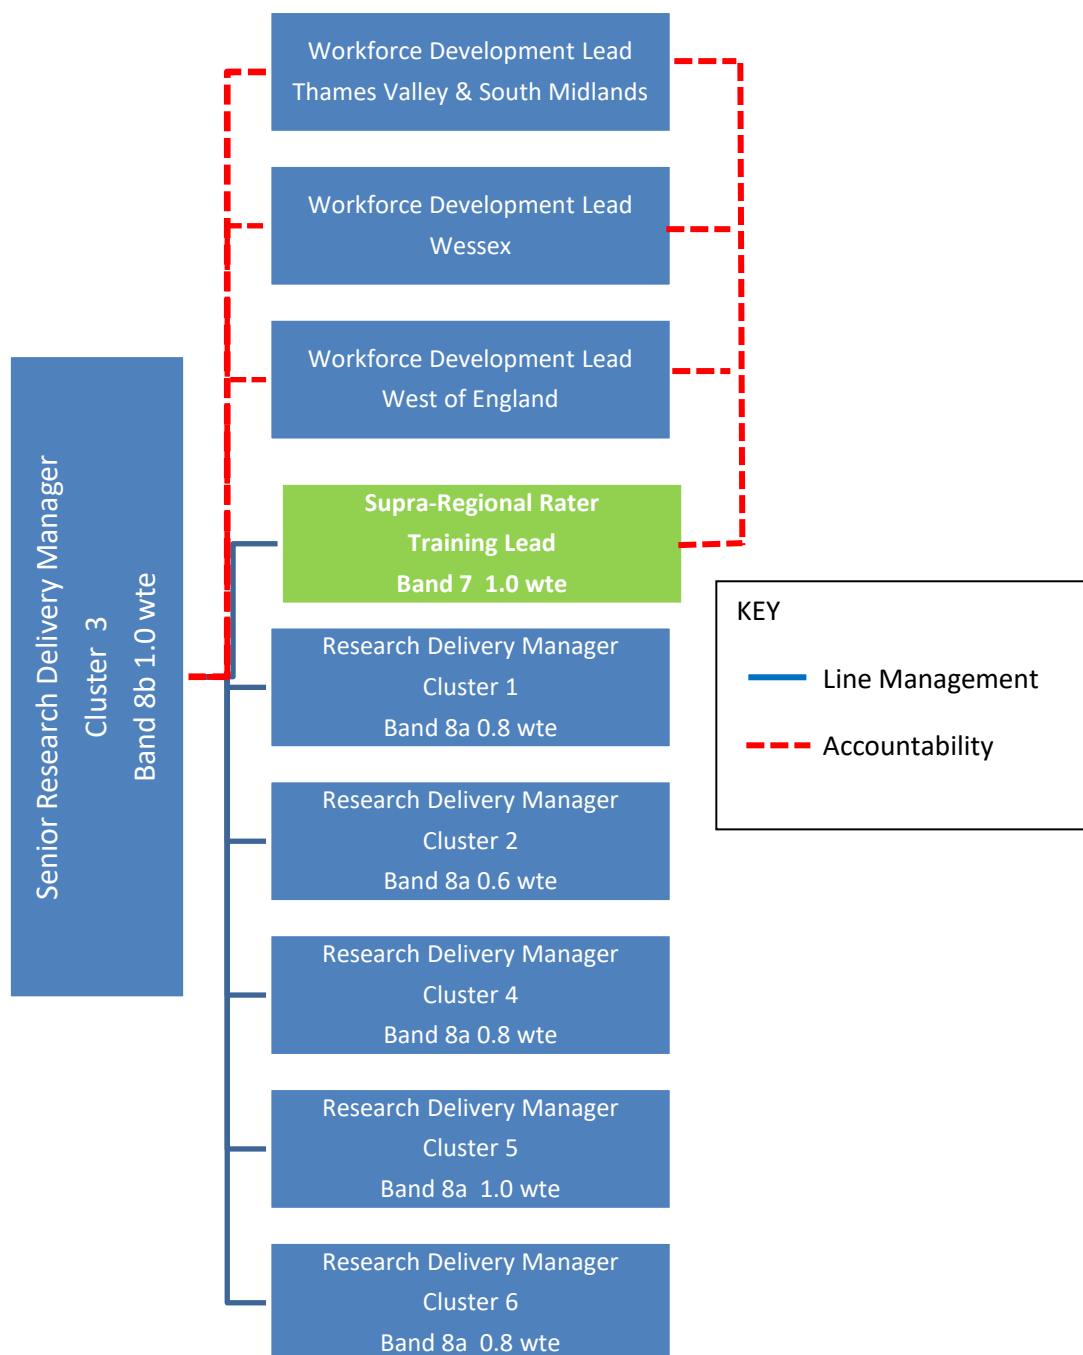 Workforce Development Lead
Thames Valley & South Midlands
Workforce Development Lead
Wessex
Workforce Development Lead
West of England
Senior Research Delivery Manager
Cluster 3
Band 8b 1.0 wte
Supra-Regional Rater
Training Lead
Band 7 1.0 wte
Research Delivery Manager
Cluster 1
Band 8a 0.8 wte
Research Delivery Manager
Cluster 2
Band 8a 0.6 wte
Research Delivery Manager
Cluster 4
Band 8a 0.8 wte
Research Delivery Manager
Cluster 5
Band 8a 1.0 wte
Research Delivery Manager
Cluster 6
Band 8a 0.8 wte
KEY
Line Management
Accountability